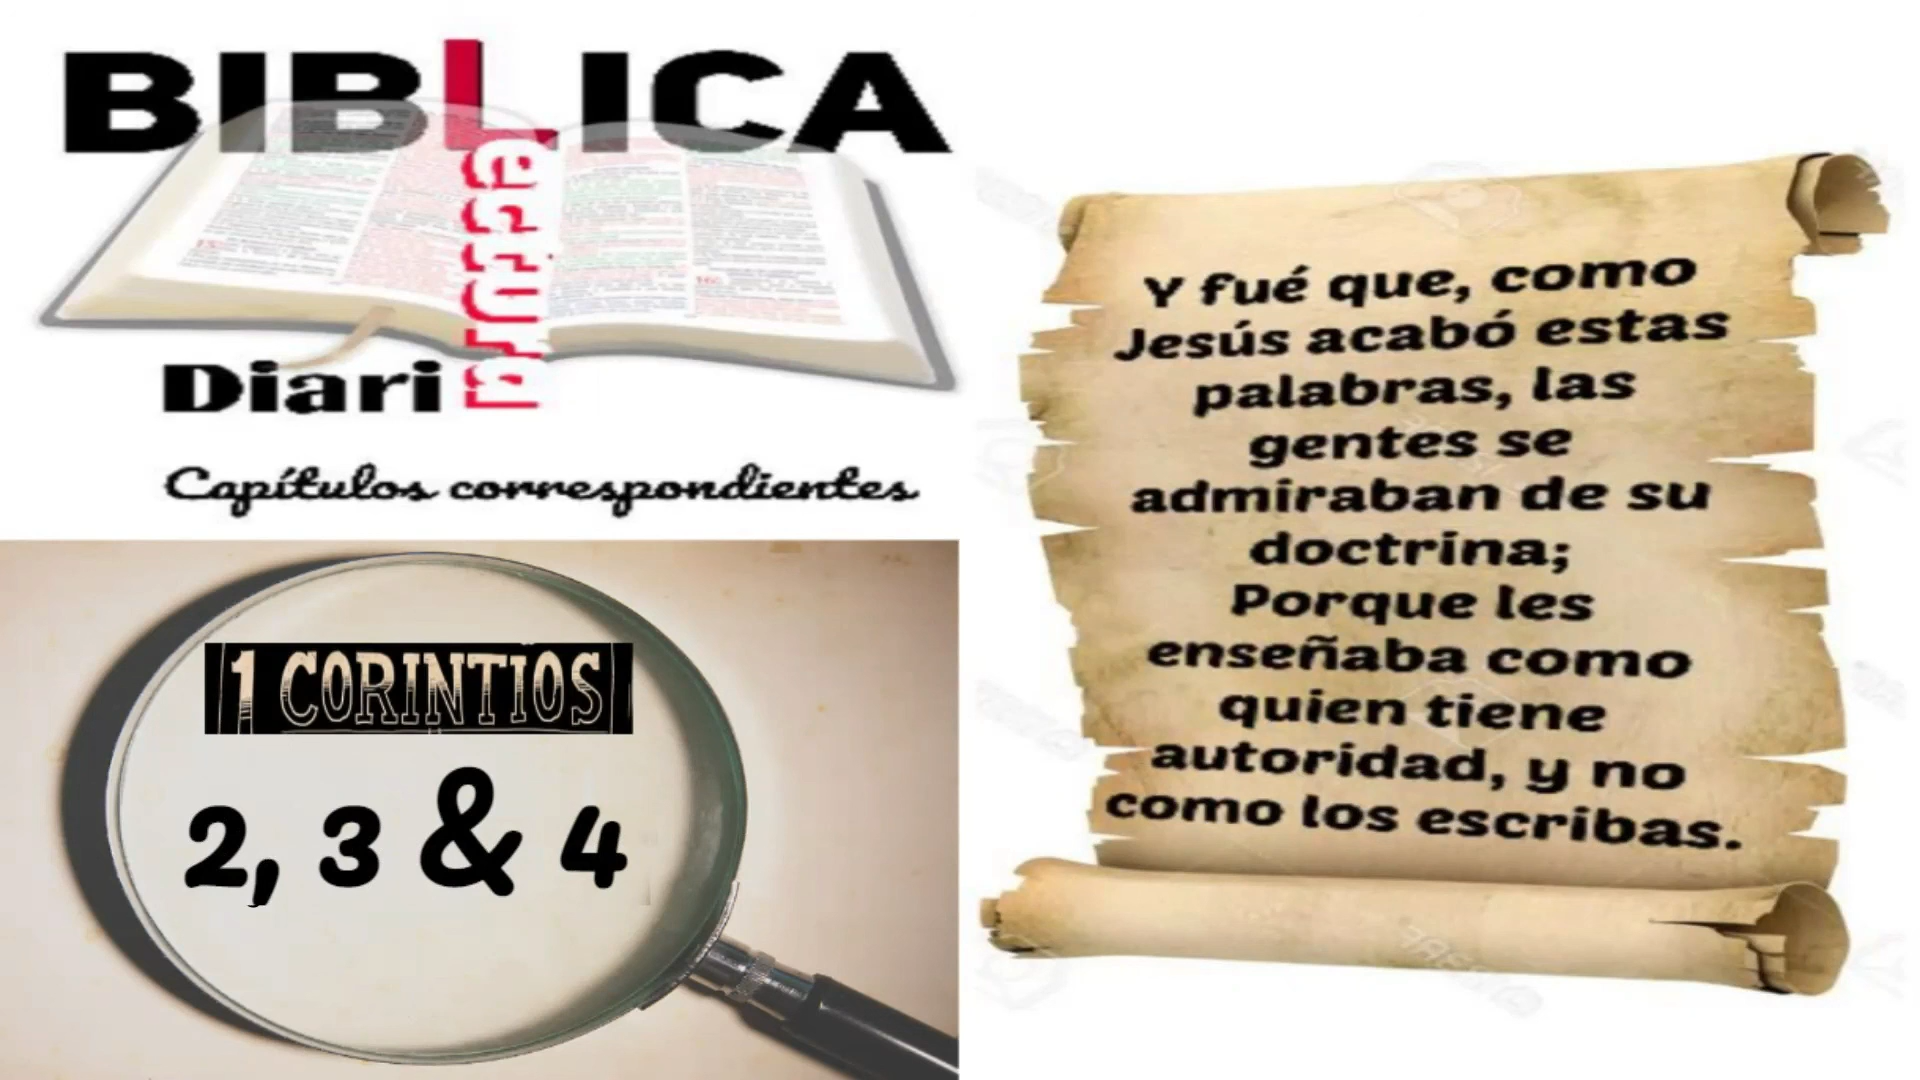 BIBLICA
Lectura
Diari
Capítulos correspondientes
1 CORINTIOS
2, 3 & 4
Y fué que, como
Jesús acabó estas
palabras, las
gentes se
admiraban de su
doctrina;
Porque les
enseñaba como
quien tiene
autoridad, y no
como los escribas.